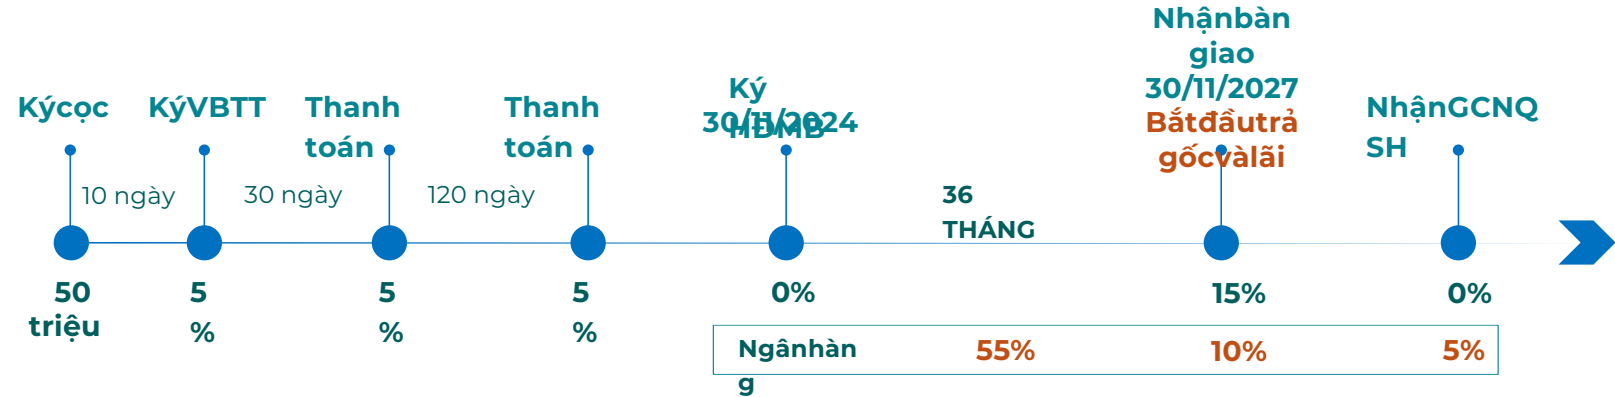 Kýcọc
KýVBTT
Thanh
toán
Thanh
toán
Ký
HĐMB
30/11/2024
Nhậnbàn
giao
30/11/2027
Bắtđầutrả
gốcvàlãi
NhậnGCNQ
SH
10 ngày
30 ngày
120 ngày
36
THÁNG
50
triệu
5
%
5
%
5
%
0%
15%
0%
Ngânhàn
g
55%
10%
5%